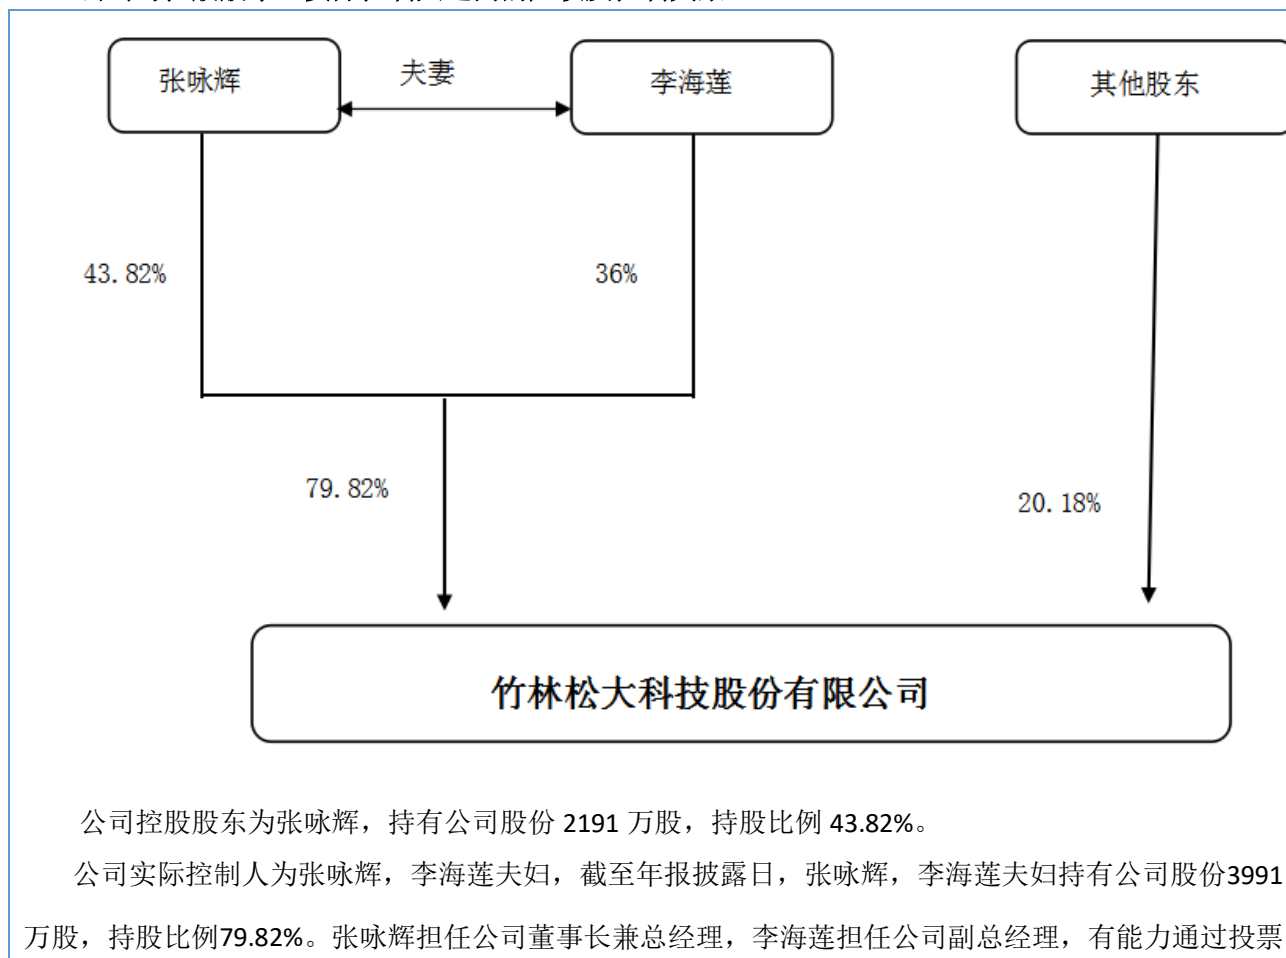 张咏辉
夫妻
李海莲
其他股东
43.82%
36%
79.82%
20.18%
竹林松大科技股份有限公司
公司控股股东为张咏辉，持有公司股份 2191 万股，持股比例 43.82%。
公司实际控制人为张咏辉，李海莲夫妇，截至年报披露日，张咏辉，李海莲夫妇持有公司股份3991
万股，持股比例79.82%。张咏辉担任公司董事长兼总经理，李海莲担任公司副总经理，有能力通过投票